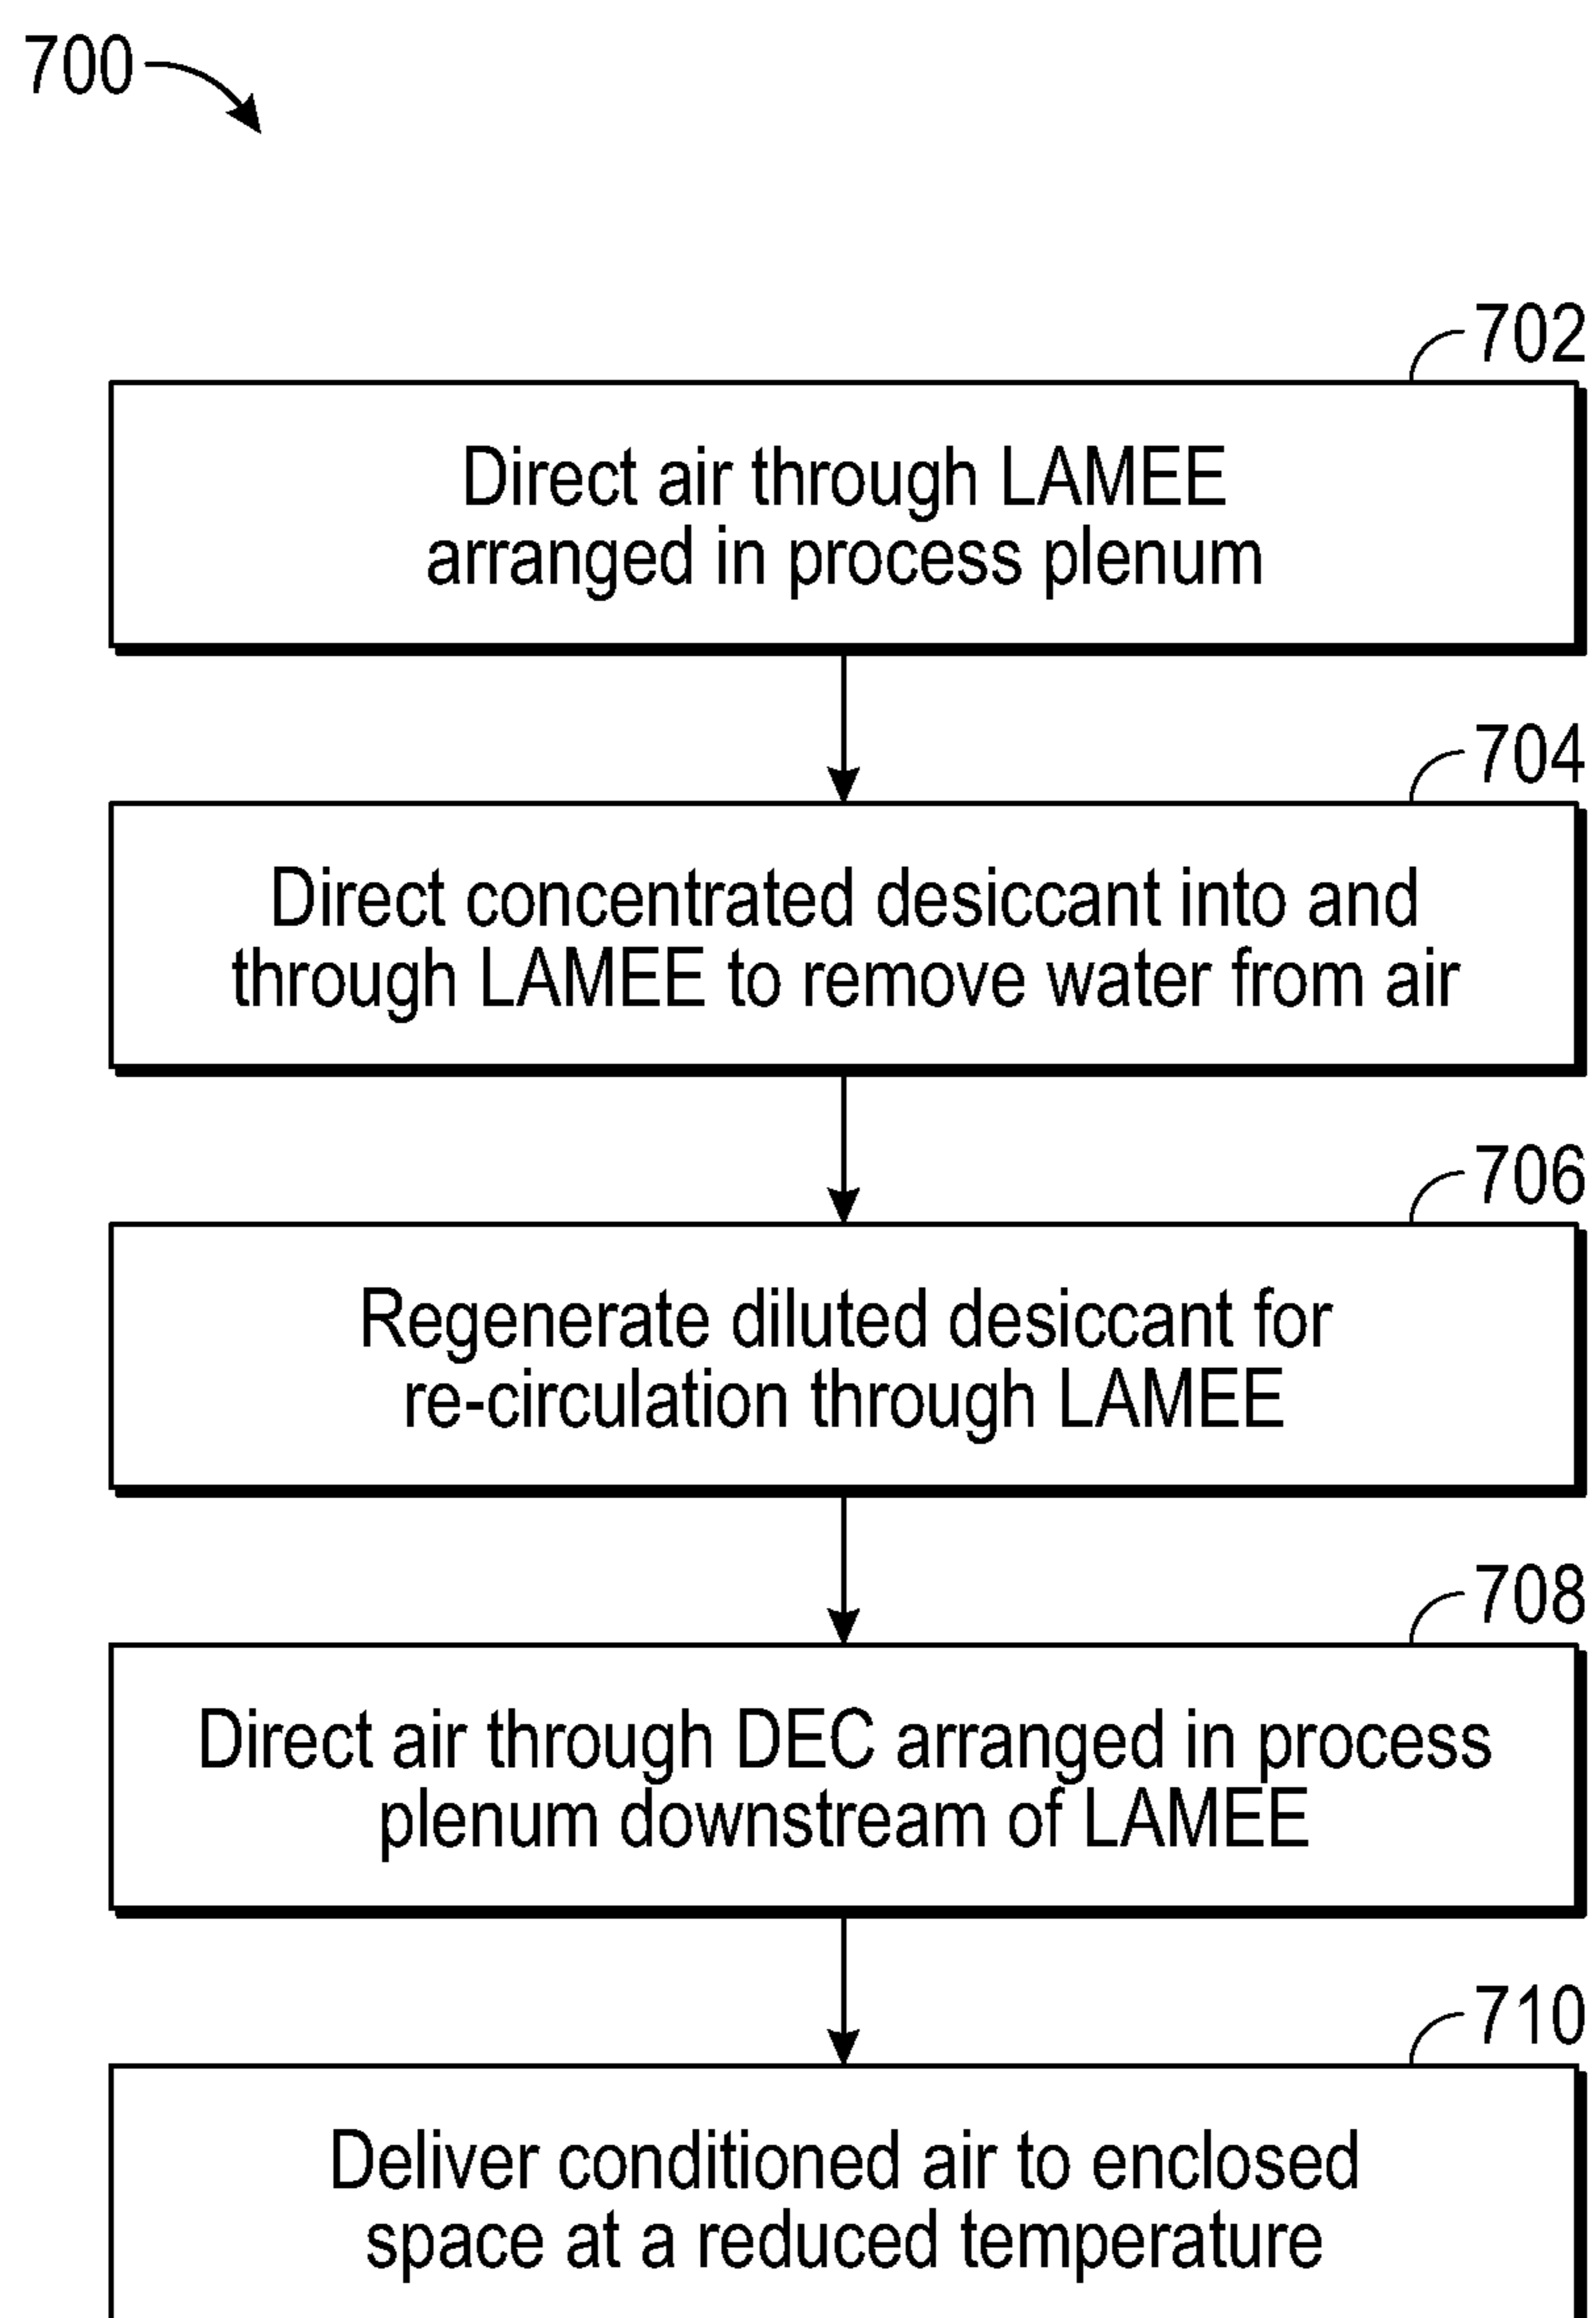 700
702
Direct air through LAMEE
arranged in process plenum
704
Direct concentrated desiccant into and
through LAMEE to remove water from air
706
Regenerate diluted desiccant for
re-circulation through LAMEE
708
Direct air through DEC arranged in process
plenum downstream of LAMEE
710
Deliver conditioned air to enclosed
space at a reduced temperature